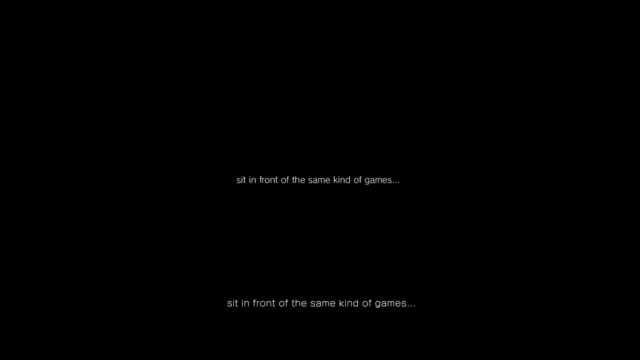 sit in front of the same kind of games...
sit in front of the same kind of games...